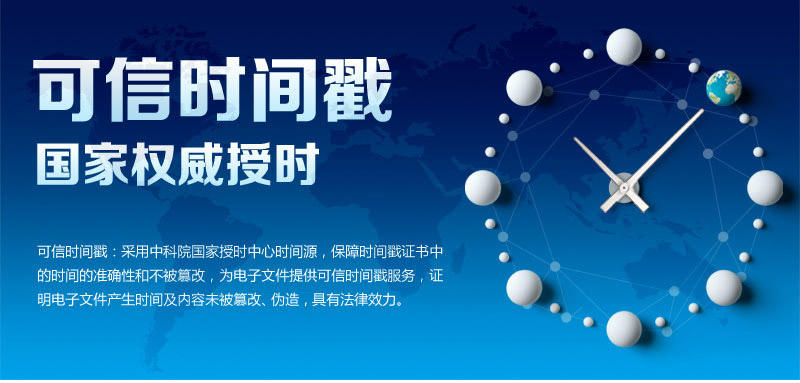 可信时间戳
国家权威授时
可信时间戳：采用中科院国家授时中心时间源，保障时间戳证书中
的时间的准确性和不被篡改，为电子文件提供可信时间戳服务，证
明电子文件产生时间及内容未被篡改、伪造，具有法律效力。